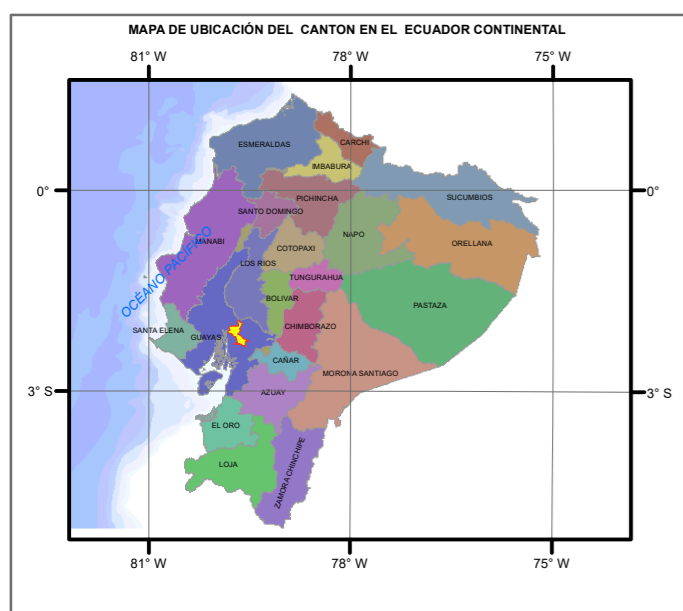 MAPA DE UBICACIÓN DEL CANTON EN EL ECUADOR CONTINENTAL
81° W 78° W 75° W
ESMERALDAS
CARCHI
IMBABURA
0° 0°
PICHINCHA
SUCUMBIOS
SANTO DOMINGO
NAPO
MANABI
COTOPAXI
ORELLANA
OCÉANO PACÍFICO
LOS RIOS
TUNGURAHUA
BOLIVAR
PASTAZA
SANTA ELENA
GUAYAS
CHIMBORAZO
CAÑAR
MORONA SANTIAGO
3° S 3° S
AZUAY
EL ORO
LOJA
ZAMORA CHINCHIPE
81° W 78° W 75° W